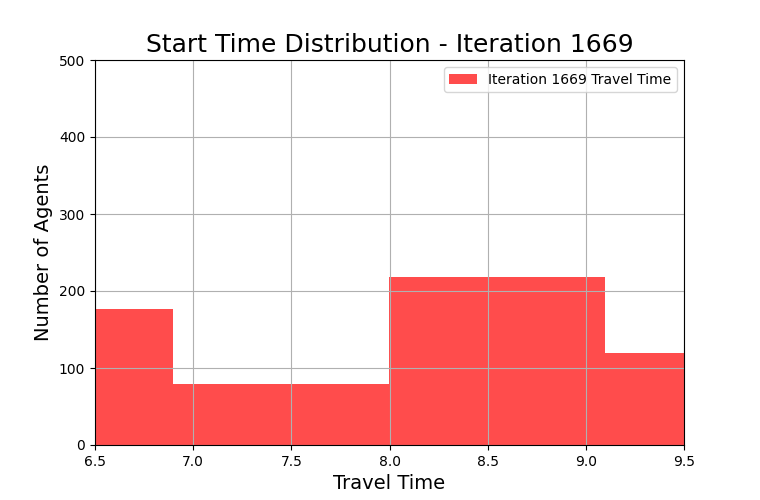 Start Time Distribution - Iteration 1669
Iteration 1669 Travel Time
Number of Agents
500
400
300
200
100
0
6.5 7.0 7.5 8.0 8.5 9.0 9.5
Travel Time